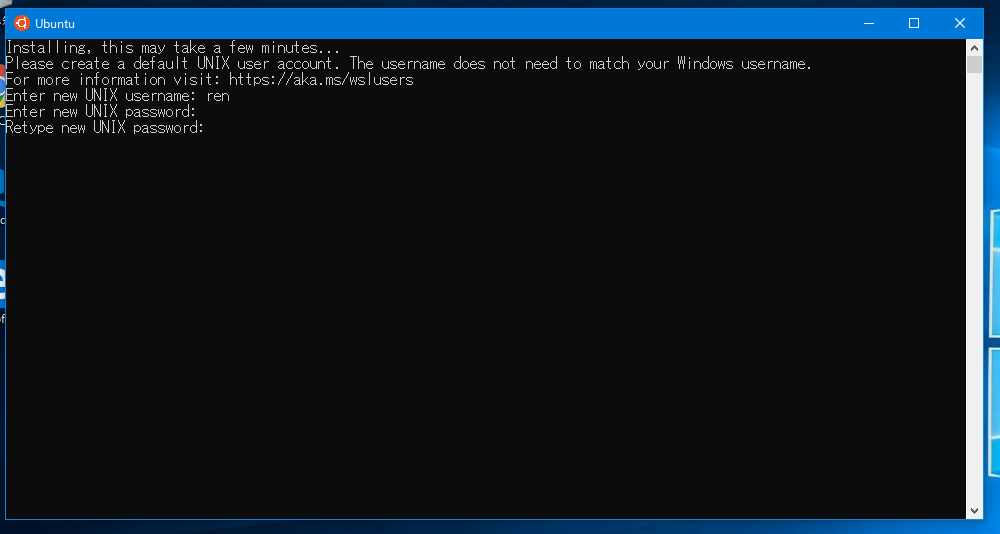 Ubuntu
Installing, this may take a few minutes...
Please create a default UNIX user account. The username does not need to match your Windows username.
For more information visit: https://aka.ms/wslusers
Enter new UNIX username: ren
Enter new UNIX password:
Retype new UNIX password: